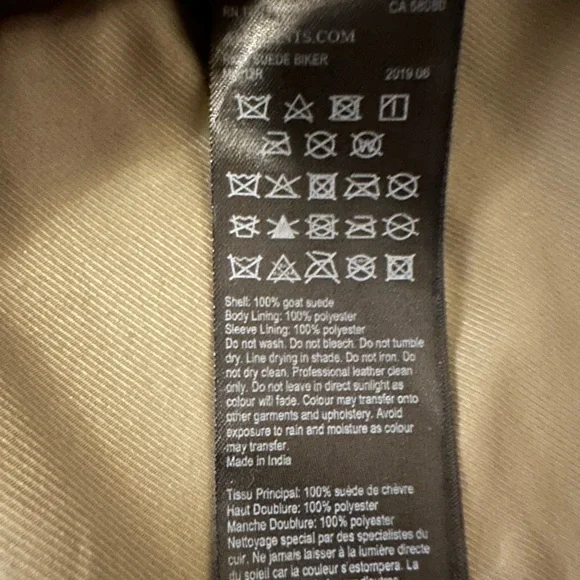 CA 58080
SUEDE BIKER
2019 06
Shell: 100% goat suede
Body Lining: 100% polyester
Sleeve Lining: 100% polyester
Do not wash. Do not bleach. Do not tumble
dry. Line drying in shade. Do not iron. Do
not dry clean. Professional leather clean
only. Do not leave in direct sunlight as
colour will fade. Colour may transfer onto
other garments and upholstery. Avoid
exposure to rain and moisture as colour
may transfer.
Made in India
Tissu Principal: 100% suède de chèvre
Haut Doublure: 100% polyester
Manche Doublure: 100% polyester
Nettoyage special par des specialistes du
cuir. Ne jamais laisser à la lumière directe
du soleil car la couleur s'estompera. La